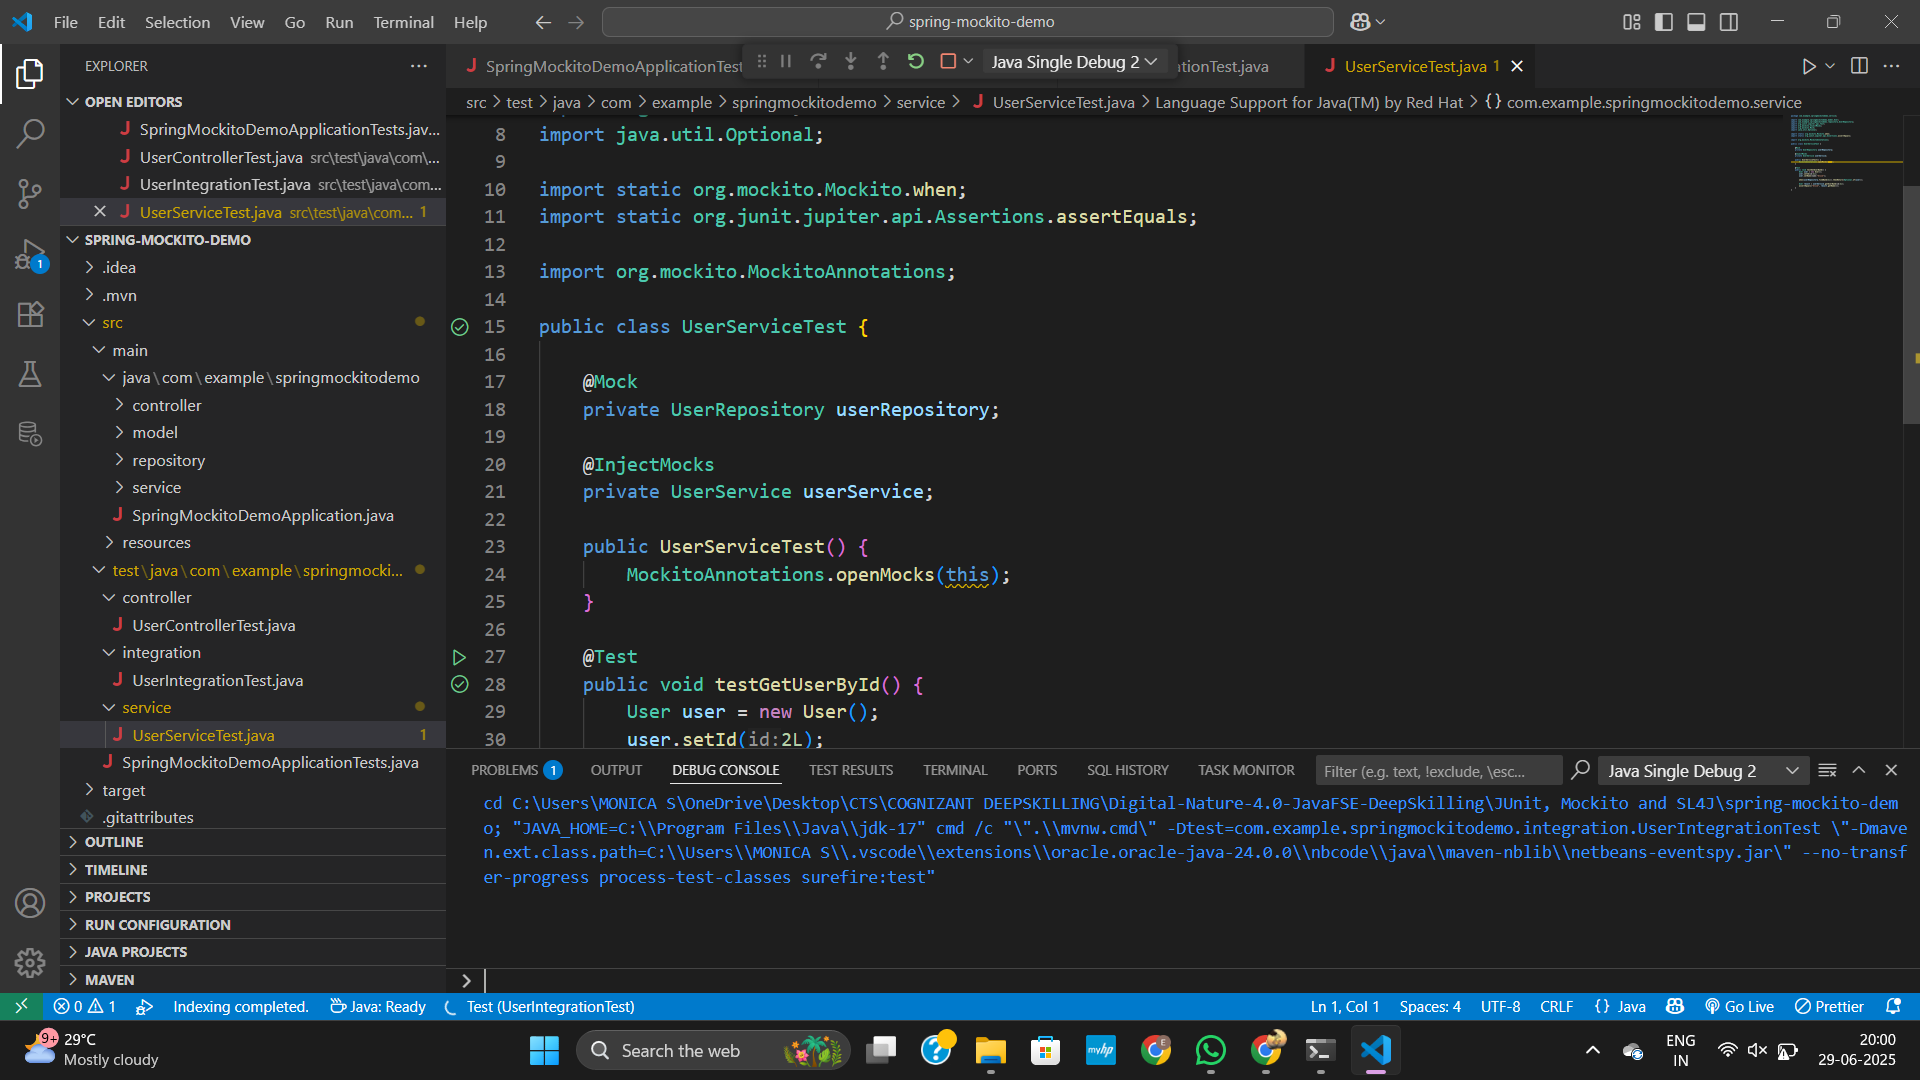 File Edit Selection View Go Run Terminal Help
spring-mockito-demo
EXPLORER
OPEN EDITORS
SpringMockitoDemoApplicationTests.jav...
UserControllerTest.java src\test\java\com\...
UserIntegrationTest.java src\test\java\com...
UserServiceTest.java src\test\java\com... 1
SPRING-MOCKITO-DEMO
.idea
.mvn
src
main
java\com\example\springmockitodemo
controller
model
repository
service
SpringMockitoDemoApplication.java
resources
test\java\com\example\springmocki...
controller
UserControllerTest.java
integration
UserIntegrationTest.java
service
UserServiceTest.java 1
SpringMockitoDemoApplicationTests.java
target
.gitattributes
OUTLINE
TIMELINE
PROJECTS
RUN CONFIGURATION
JAVA PROJECTS
MAVEN
1
SpringMockitoDemoApplicationTest
Java Single Debug 2
tionTest.java
UserServiceTest.java 1
src > test > java > com > example > springmockitodemo > service > UserServiceTest.java > Language Support for Java(TM) by Red Hat > {} com.example.springmockitodemo.service
8 import java.util.Optional;
9
10 import static org.mockito.Mockito.when;
11 import static org.junit.jupiter.api.Assertions.assertEquals;
12
13 import org.mockito.MockitoAnnotations;
14
15 public class UserServiceTest {
16
17 @Mock
18 private UserRepository userRepository;
19
20 @InjectMocks
21 private UserService userService;
22
23 public UserServiceTest() {
24 MockitoAnnotations.openMocks(this);
25 }
26
27 @Test
28 public void testGetUserById() {
29 User user = new User();
30 user.setId(id:2L);
PROBLEMS 1 OUTPUT DEBUG CONSOLE TEST RESULTS TERMINAL PORTS SQL HISTORY TASK MONITOR
Filter (e.g. text, !exclude, \esc...
Java Single Debug 2
cd C:\Users\MONICA S\OneDrive\Desktop\CTS\COGNIZANT DEEPSKILLING\Digital-Nature-4.0-JavaFSE-DeepSkilling\JUnit, Mockito and SL4J\spring-mockito-dem
o; "JAVA_HOME=C:\\Program Files\\Java\\jdk-17" cmd /c "\".\\mvnw.cmd\" -Dtest=com.example.springmockitodemo.integration.UserIntegrationTest \"-Dmave
n.ext.class.path=C:\\Users\\MONICA S\\.vscode\\extensions\\oracle.oracle-java-24.0.0\\nbcode\\java\\maven-nblib\\netbeans-eventspy.jar\" --no-transf
er-progress process-test-classes surefire:test"
0 1 Indexing completed. Java: Ready Test (UserIntegrationTest)
Ln 1, Col 1 Spaces: 4 UTF-8 CRLF {} Java Go Live Prettier
9+
29°C
Mostly cloudy
Search the web
myhp
ENG
IN
20:00
29-06-2025